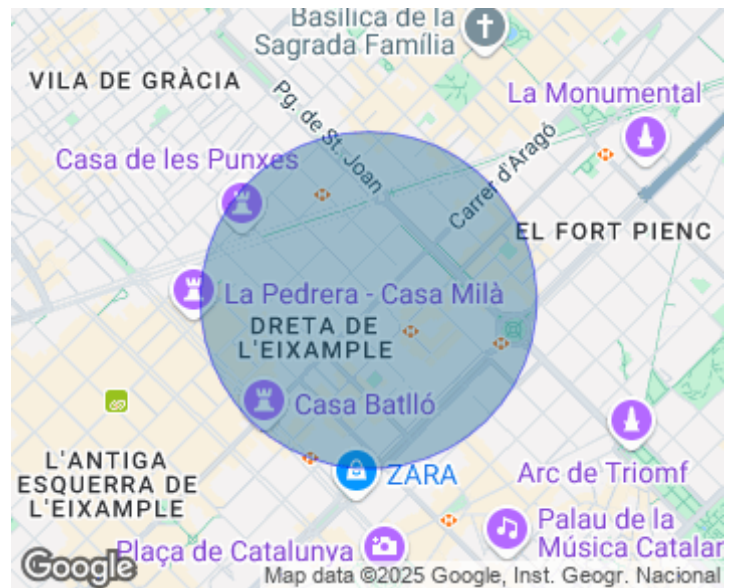 Basílica de la
Sagrada Família
VILA DE GRÀCIA
Pg. de St. Joan
La Monumental
Casa de les Punxes
Carrer d'Aragó
EL FORT PIENC
La Pedrera - Casa Milà
DRETA DE
L'EIXAMPLE
Casa Batlló
L'ANTIGA
ESQUERRA DE
L'EIXAMPLE
ZARA
Arc de Triomf
Palau de la
Música Catalan
Plaça de Catalunya
Google
Map data ©2025 Google, Inst. Geogr. Nacional